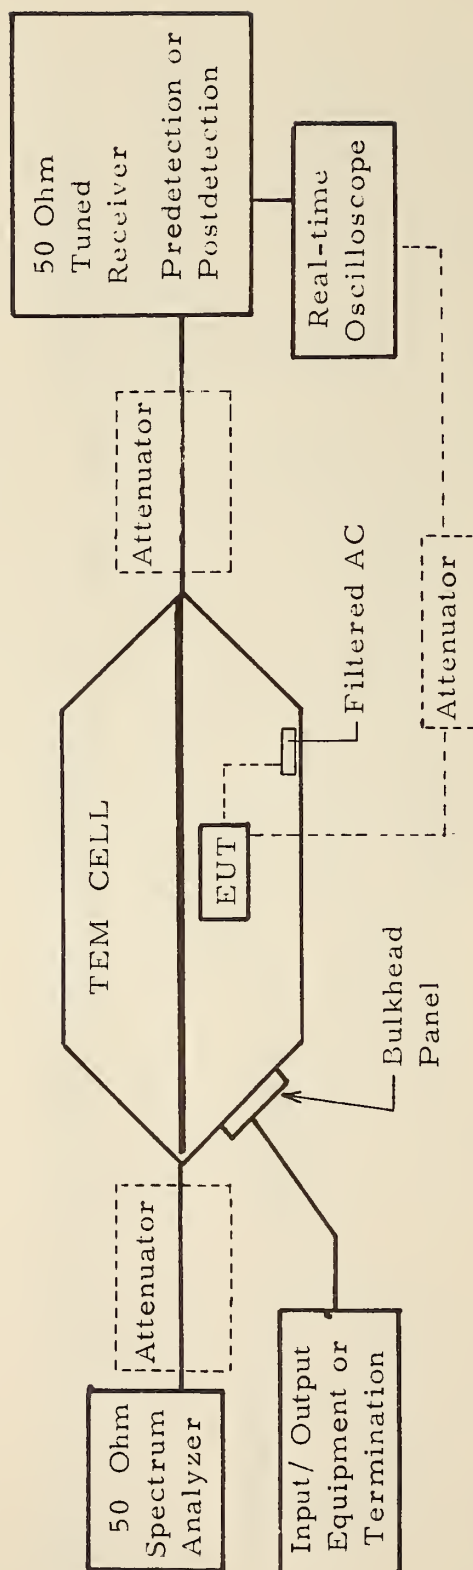 50 Ohm
Spectrum
Analyzer
Attenuator
Input/Output
Equipment or
Termination
Bulkhead
Panel
TEM CELL
EUT
Filtered AC
Attenuator
Attenuator
50 Ohm
Tuned
Receiver
Predetection or
Postdetection
Real-time
Oscilloscope